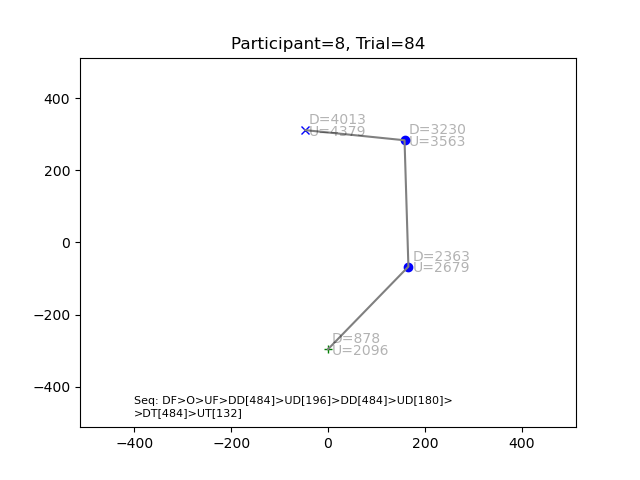 Participant=8, Trial=84
400
200
0
−200
−400
D=4013
U=4379
D=3230
U=3563
D=2363
U=2679
D=878
U=2096
Seq: DF>O>UF>DD[484]>UD[196]>DD[484]>UD[180]>
>DT[484]>UT[132]
−400
−200
0
200
400